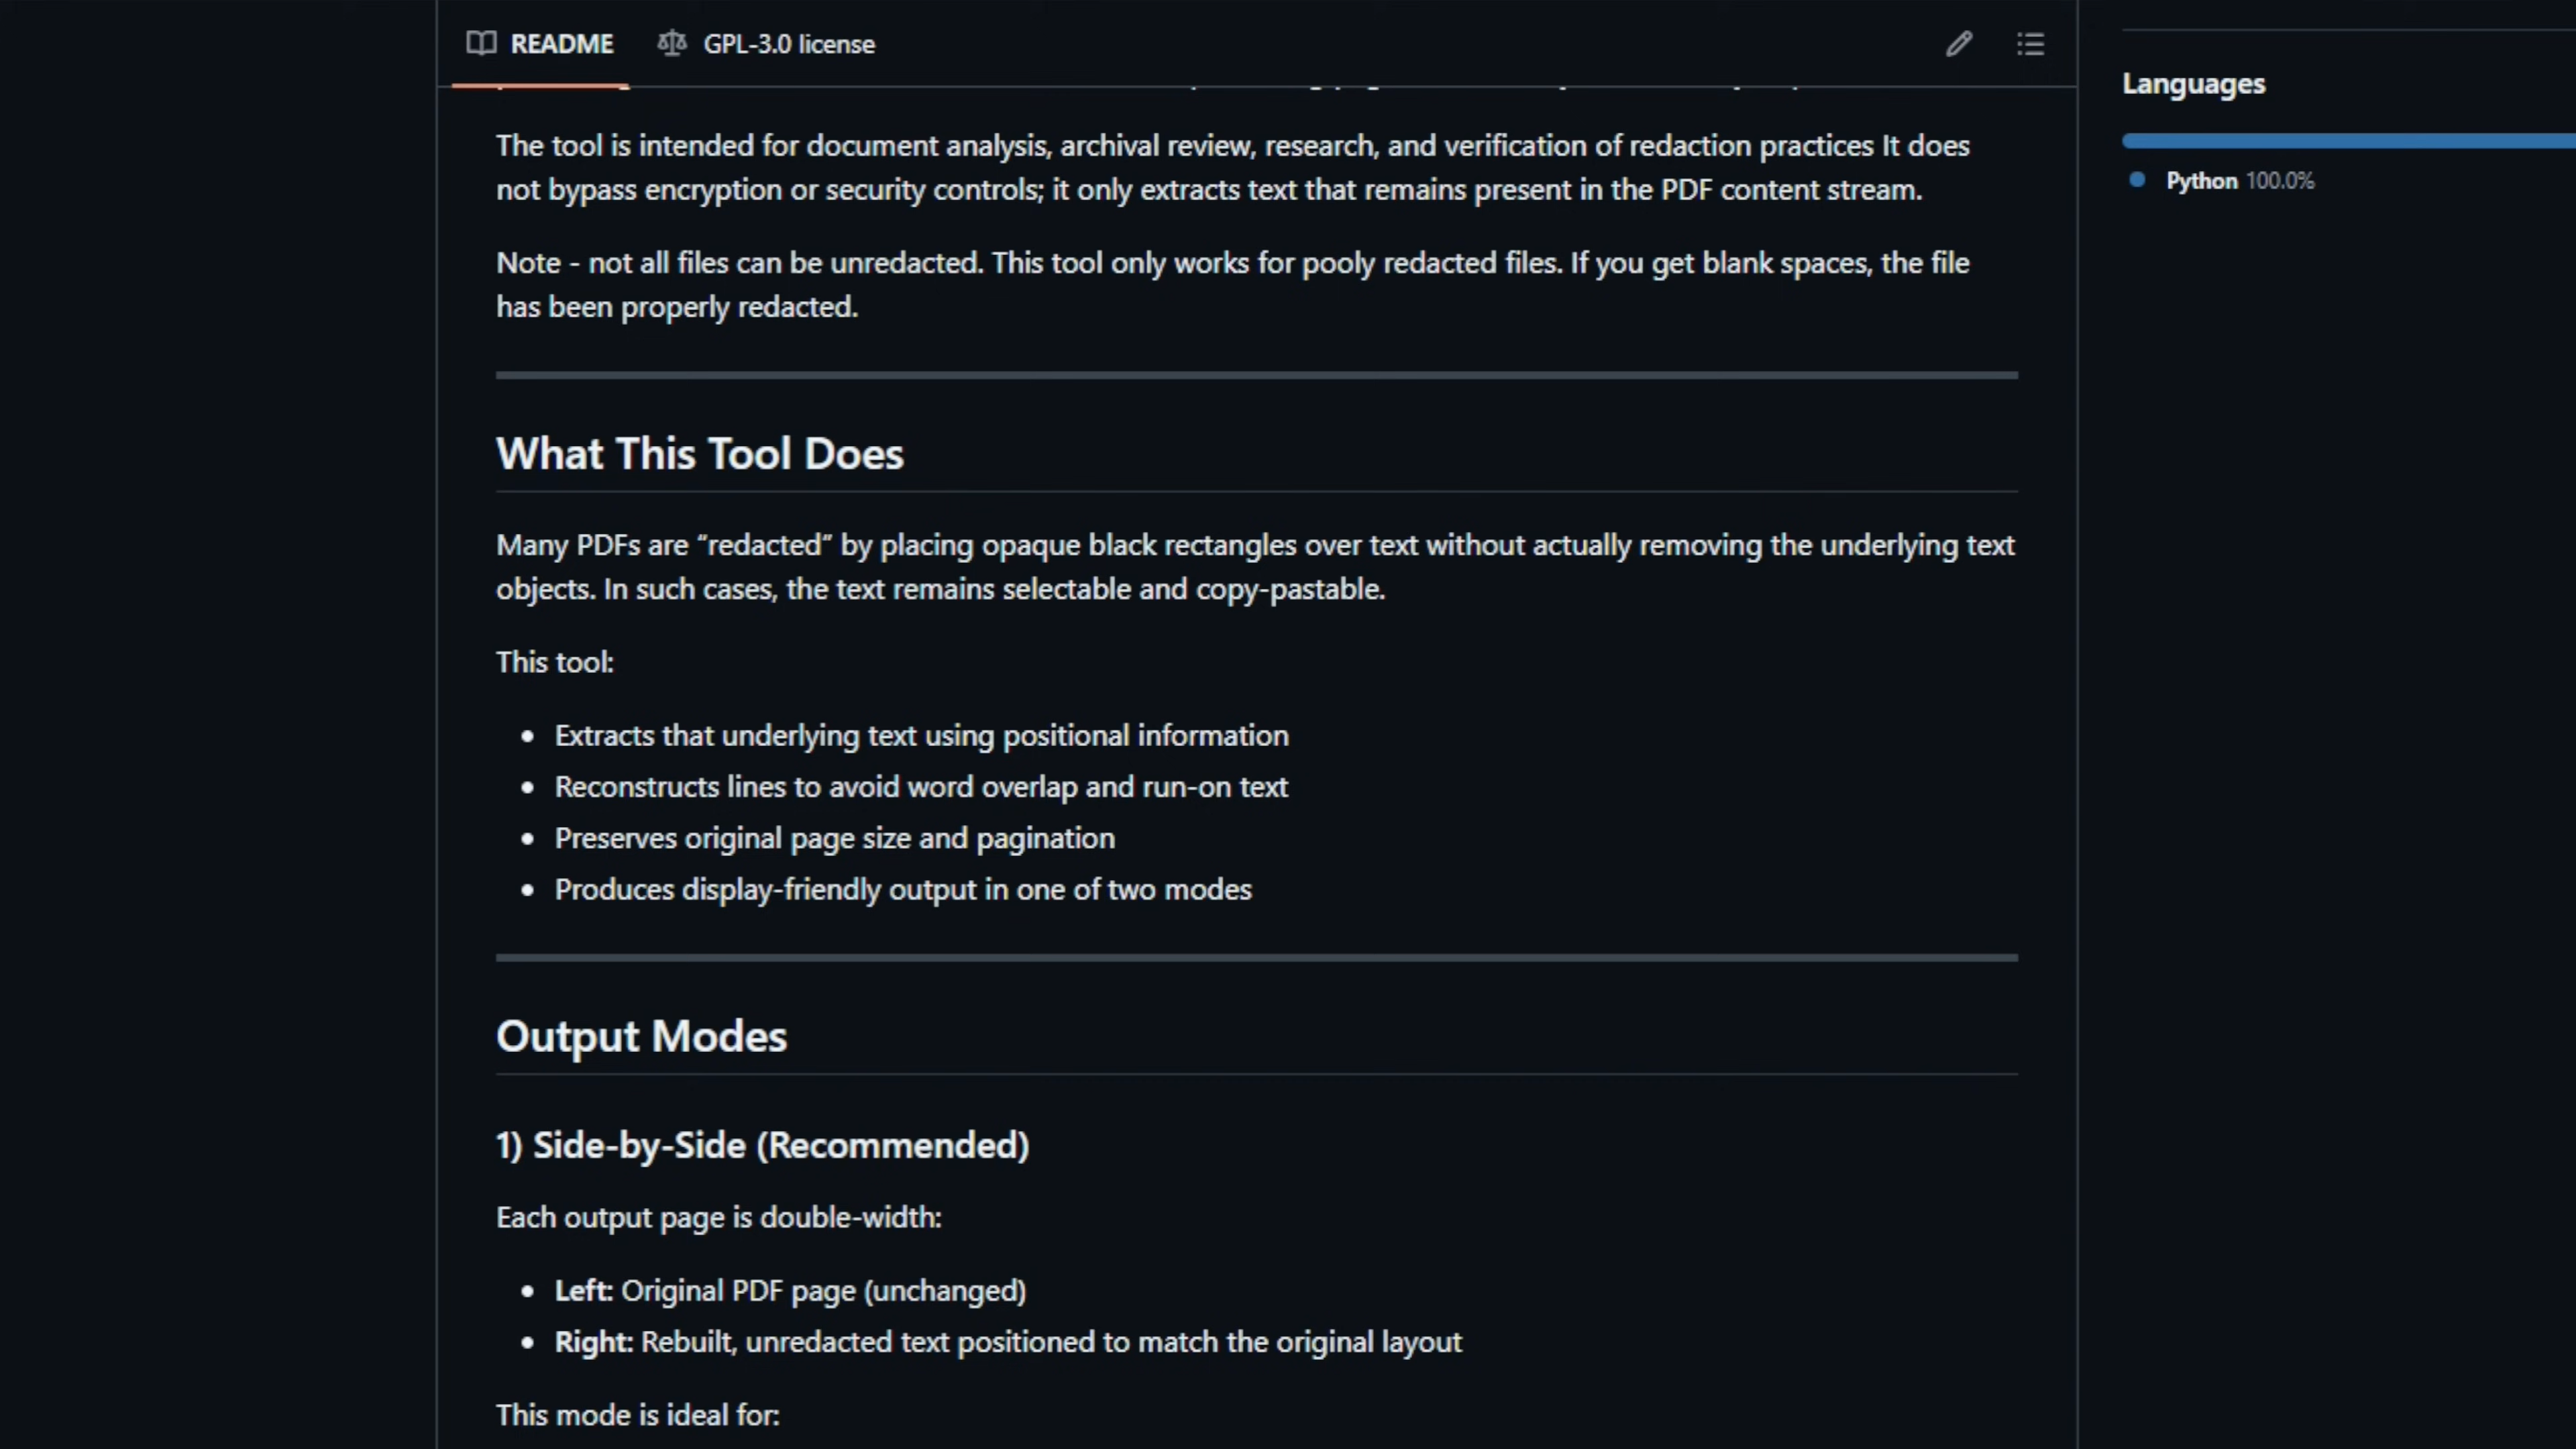 README
GPL-3.0 license
The tool is intended for document analysis, archival review, research, and verification of redaction practices It does
not bypass encryption or security controls; it only extracts text that remains present in the PDF content stream.
Note - not all files can be unredacted. This tool only works for pooly redacted files. If you get blank spaces, the file
has been properly redacted.
What This Tool Does
Many PDFs are “redacted” by placing opaque black rectangles over text without actually removing the underlying text
objects. In such cases, the text remains selectable and copy-pastable.
This tool:
• Extracts that underlying text using positional information
• Reconstructs lines to avoid word overlap and run-on text
• Preserves original page size and pagination
• Produces display-friendly output in one of two modes
Output Modes
1) Side-by-Side (Recommended)
Each output page is double-width:
• Left: Original PDF page (unchanged)
• Right: Rebuilt, unredacted text positioned to match the original layout
This mode is ideal for:
Languages
Python 100.0%